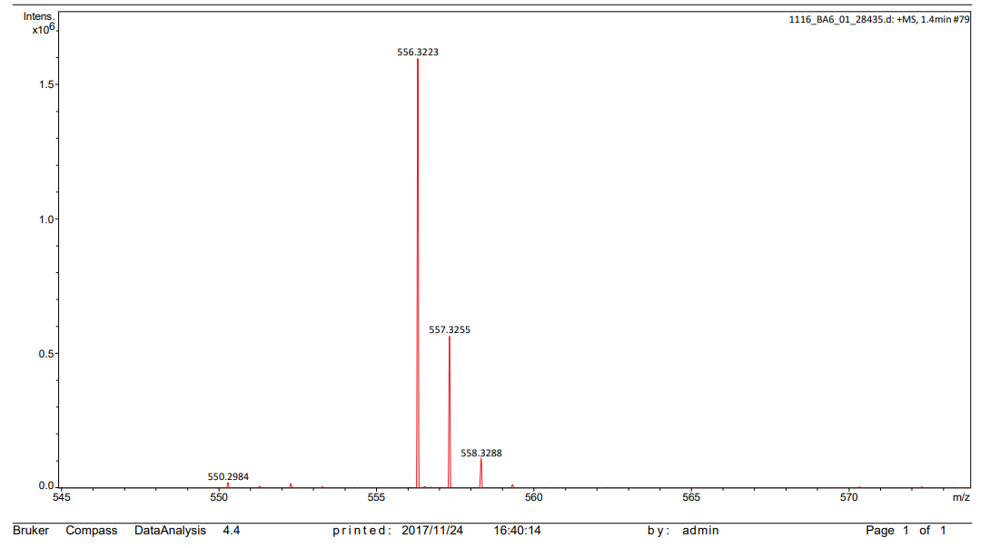 Intens.
x10⁶
1116_BA6_01_28435.d: +MS, 1.4min #79
556.3223
1.5
1.0
557.3255
0.5
558.3288
550.2984
0.0
545 550 555 560 565 570 m/z
Bruker Compass DataAnalysis 4.4 printed: 2017/11/24 16:40:14 by: admin Page 1 of 1